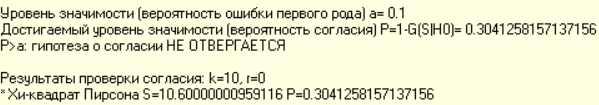 Уровень значимости (вероятность ошибки первого рода) a= 0.1
Достигаемый уровень значимости (вероятность согласия) P=1-G(S|H0)= 0.3041258157137156
P>a: гипотеза о согласии НЕ ОТВЕРГАЕТСЯ
Результаты проверки согласия: k=10, r=0
*Хи-квадрат Пирсона S=10.60000000959116 P=0.3041258157137156